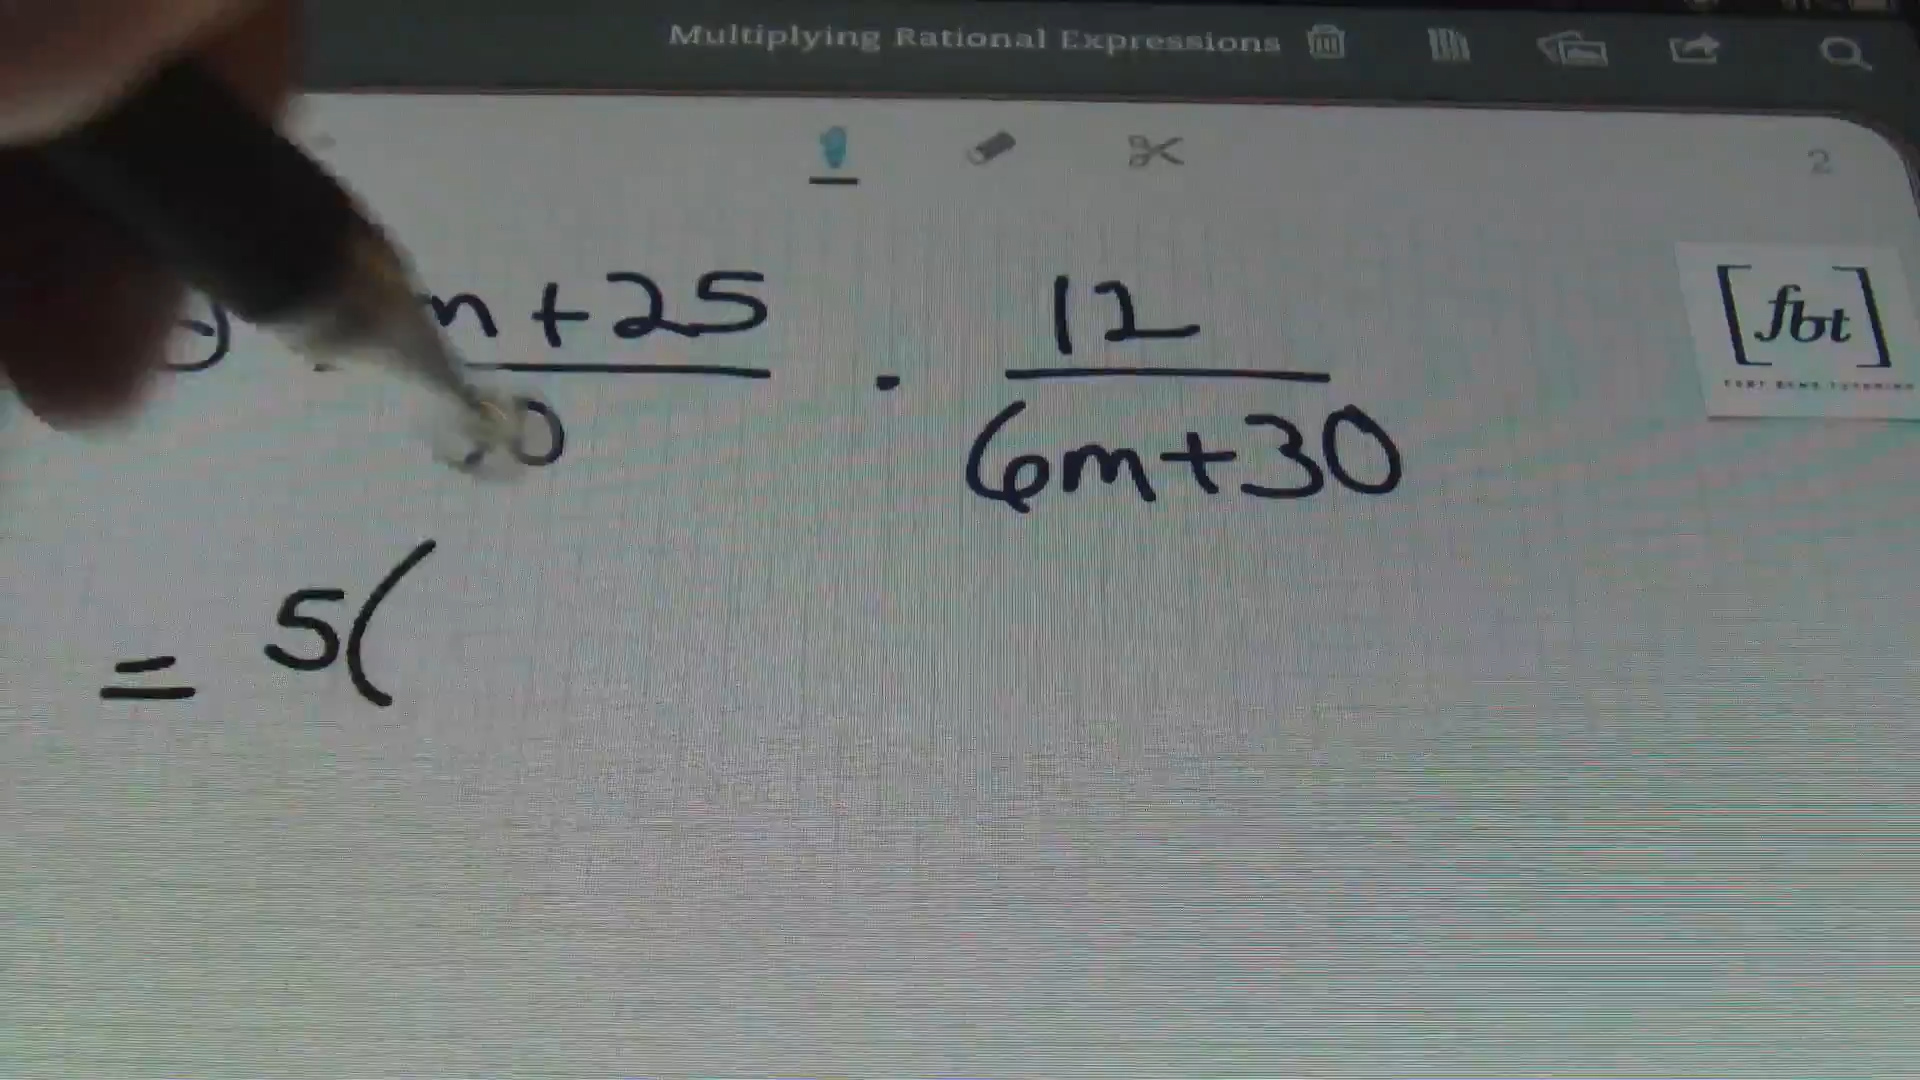 Multiplying Rational Expressions
2
m + 25
12
[fbt]
0
6m + 30
= 5(